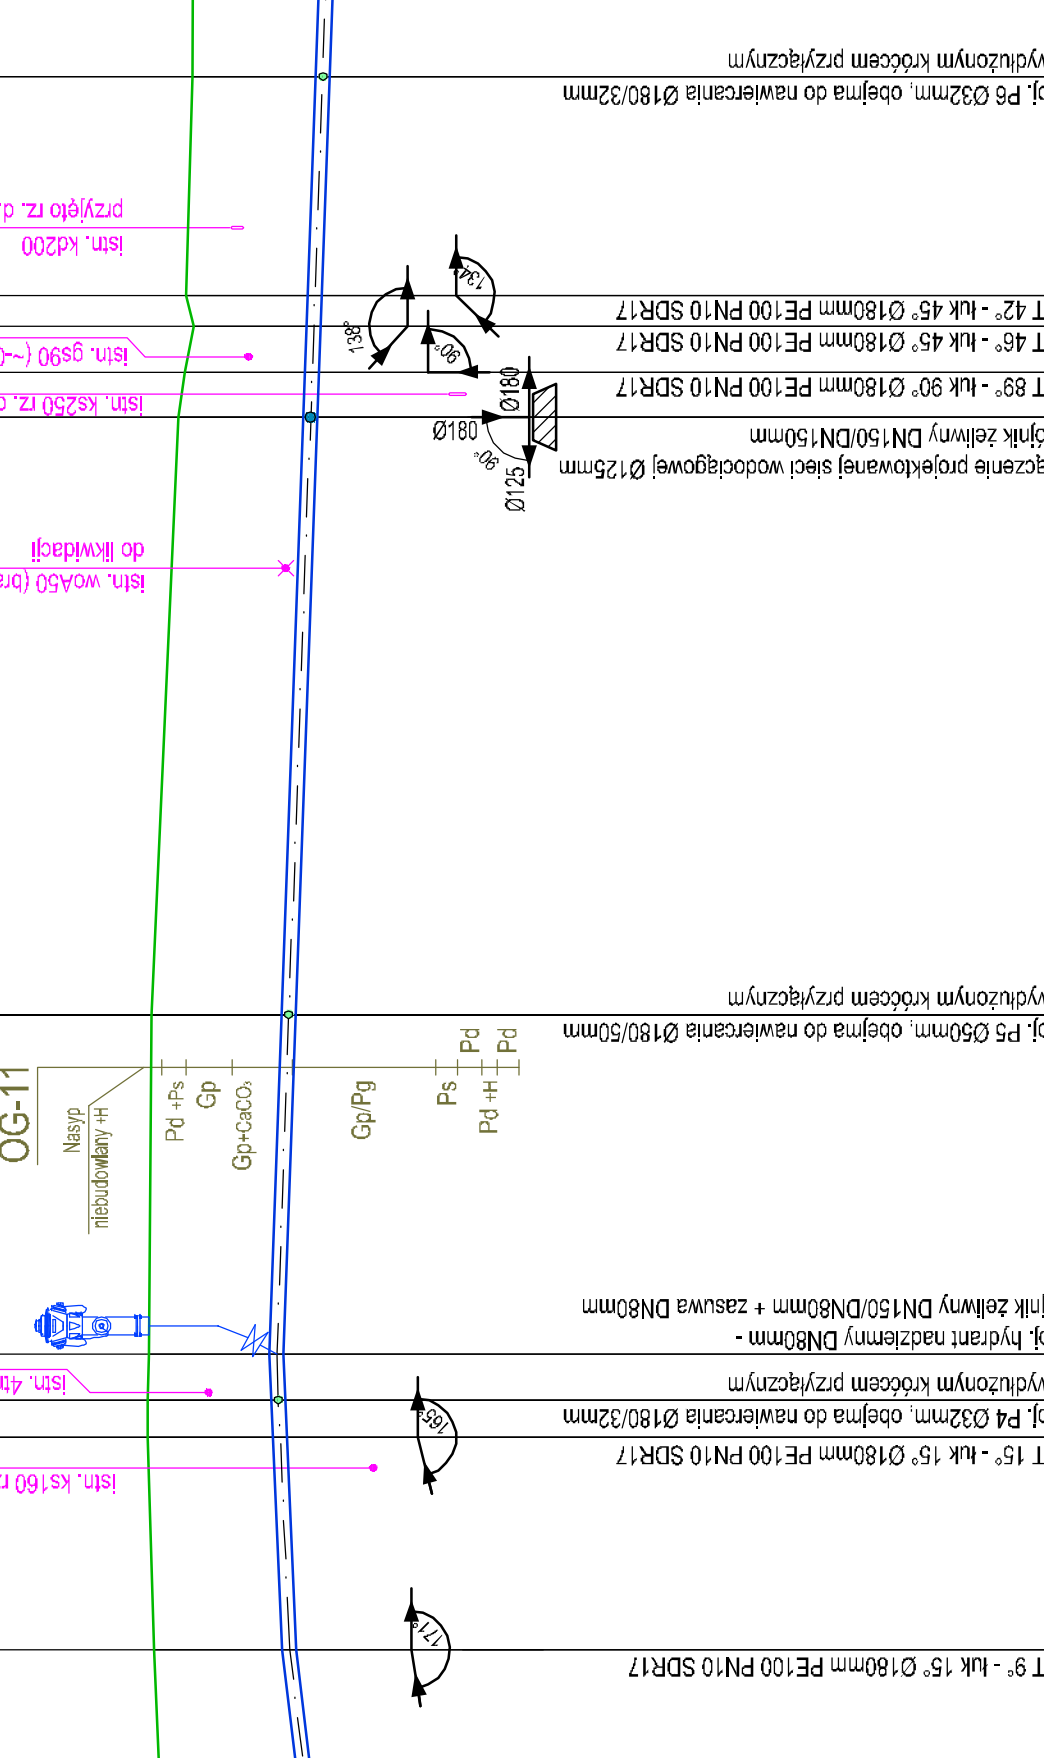 wydłużonym króćcem przyłącznym
oj. P6 Ø32mm, obejma do nawiercania Ø180/32mm
przyjęto rz. d.
istn. kd200
134°
T 42° - łuk 45° Ø180mm PE100 PN10 SDR17
138°
T 46° - łuk 45° Ø180mm PE100 PN10 SDR17
istn. gs90 (~-0
90°
T 89° - łuk 90° Ø180mm PE100 PN10 SDR17
istn. ks250 rz. d
Ø180
Ø180
90°
Ø125
ójnik żeliwny DN150/DN150mm
ączenie projektowanej sieci wodociągowej Ø125mm
do likwidacji
istn. woA50 (bra
wydłużonym króćcem przyłącznym
oj. P5 Ø50mm, obejma do nawiercania Ø180/50mm
OG-11
Nasyp
niebudowlany +H
Pd +Ps
Gp
Gp+CaCO₃
Gp/Pg
Ps
Pd
Pd +H
Pd
jnik żeliwny DN150/DN80mm + zasuwa DN80mm
oj. hydrant nadziemny DN80mm -
istn. 4tn
wydłużonym króćcem przyłącznym
oj. P4 Ø32mm, obejma do nawiercania Ø180/32mm
165°
T 15° - łuk 15° Ø180mm PE100 PN10 SDR17
istn. ks160 r
171°
T 9° - łuk 15° Ø180mm PE100 PN10 SDR17